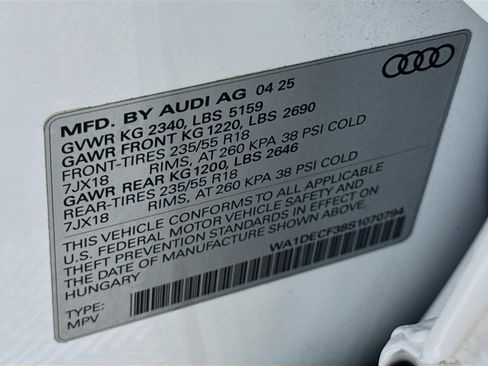 MFD. BY AUDI AG 04 25
GVWR KG 2340, LBS 5159
GAWR FRONT KG 1220, LBS 2690
FRONT-TIRES 235/55 R18
7JX18 RIMS, AT 260 KPA 38 PSI COLD
GAWR REAR KG1200, LBS 2646
REAR-TIRES 235/55 R18
7JX18 RIMS, AT 260 KPA 38 PSI COLD
THIS VEHICLE CONFORMS TO ALL APPLICABLE
U.S. FEDERAL MOTOR VEHICLE SAFETY AND
THEFT PREVENTION STANDARDS IN EFFECT ON
THE DATE OF MANUFACTURE SHOWN ABOVE.
HUNGARY
WA1DECF38S1070794
TYPE:
MPV